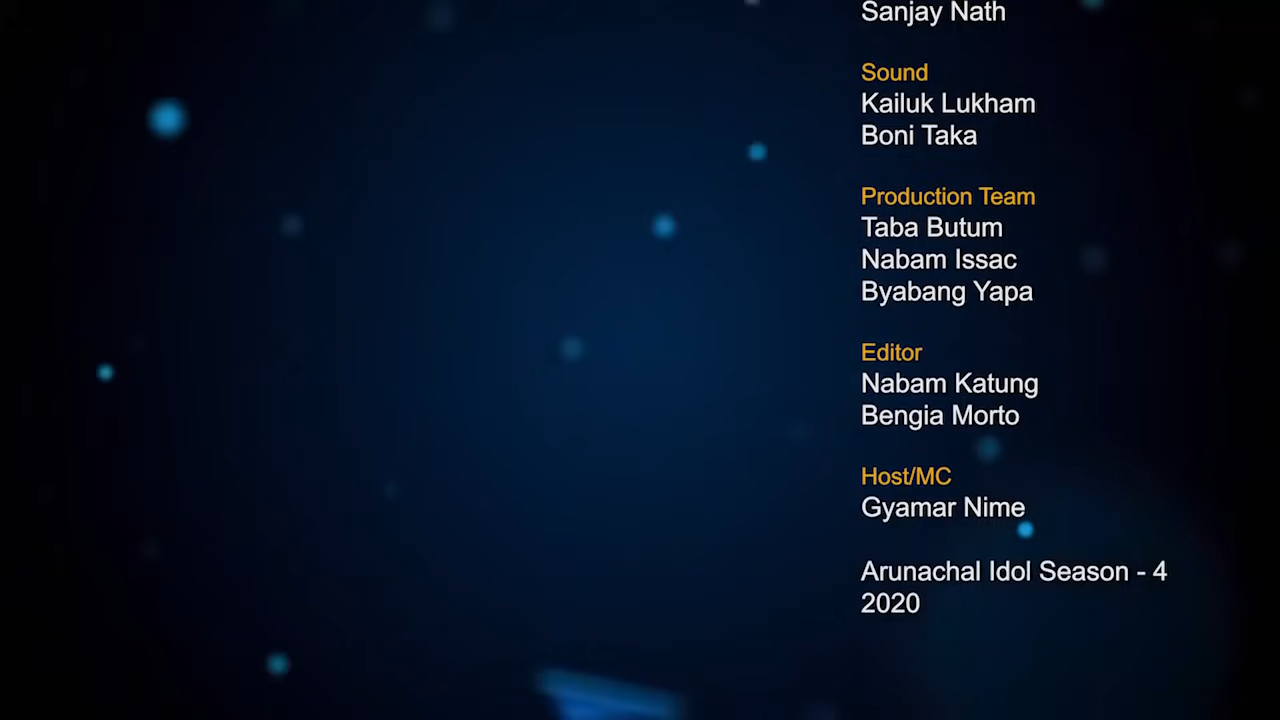 Sanjay Nath
Sound
Kailuk Lukham
Boni Taka
Production Team
Taba Butum
Nabam Issac
Byabang Yapa
Editor
Nabam Katung
Bengia Morto
Host/MC
Gyamar Nime
Arunachal Idol Season - 4
2020